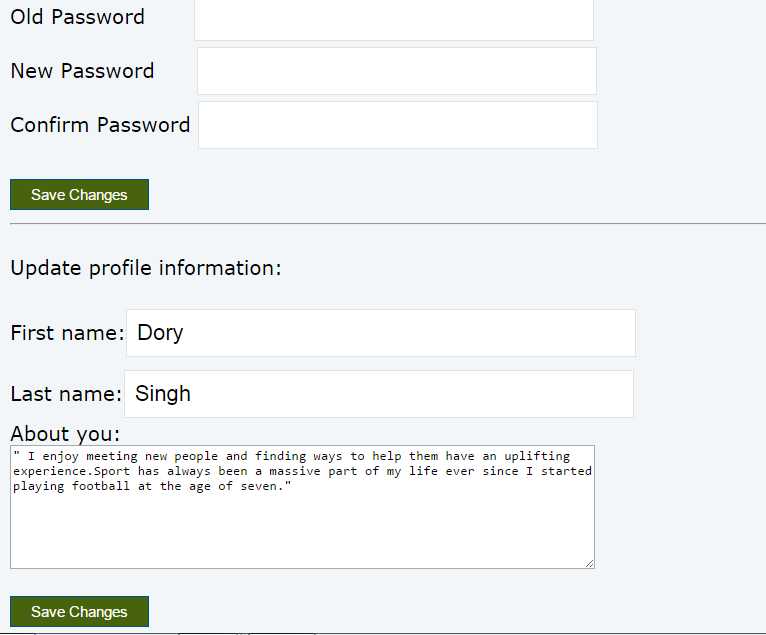 Old Password
New Password
Confirm Password
Save Changes
Update profile information:
First name: Dory
Last name: Singh
About you:
" I enjoy meeting new people and finding ways to help them have an uplifting
experience.Sport has always been a massive part of my life ever since I started
playing football at the age of seven."
Save Changes